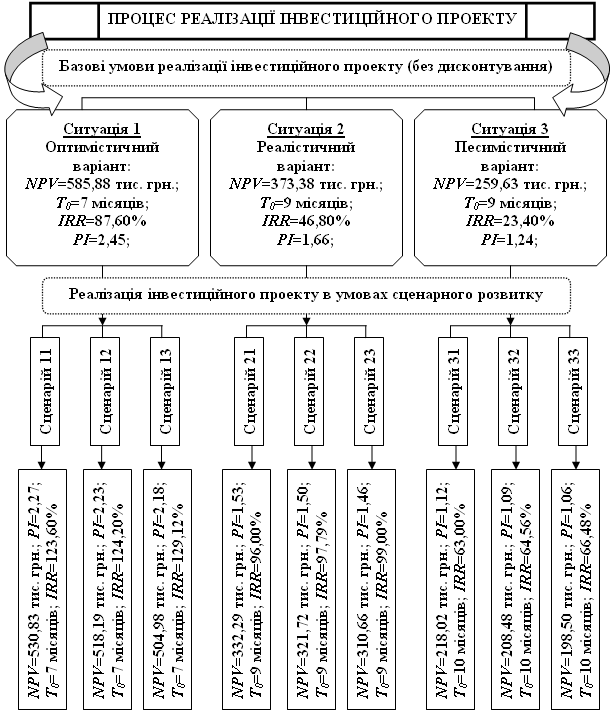 ПРОЦЕС РЕАЛІЗАЦІЇ ІНВЕСТИЦІЙНОГО ПРОЕКТУ
Базові умови реалізації інвестиційного проекту (без дисконтування)
Ситуація 1
Оптимістичний
варіант:
NPV=585,88 тис. грн.;
T₀=7 місяців;
IRR=87,60%
PI=2,45;
Ситуація 2
Реалістичний
варіант:
NPV=373,38 тис. грн.;
T₀=9 місяців;
IRR=46,80%
PI=1,66;
Ситуація 3
Песимістичний
варіант:
NPV=259,63 тис. грн.;
T₀=9 місяців;
IRR=23,40%
PI=1,24;
Реалізація інвестиційного проекту в умовах сценарного розвитку
Сценарій 11
Сценарій 12
Сценарій 13
Сценарій 21
Сценарій 22
Сценарій 23
Сценарій 31
Сценарій 32
Сценарій 33
NPV=530,83 тис. грн.; PI=2,27;
T₀=7 місяців; IRR=123,60%
NPV=518,19 тис. грн.; PI=2,23;
T₀=7 місяців; IRR=124,20%
NPV=504,98 тис. грн.; PI=2,18;
T₀=7 місяців; IRR=129,12%
NPV=332,29 тис. грн.; PI=1,53;
T₀=9 місяців; IRR=96,00%
NPV=321,72 тис. грн.; PI=1,50;
T₀=9 місяців; IRR=97,79%
NPV=310,66 тис. грн.; PI=1,46;
T₀=9 місяців; IRR=99,00%
NPV=218,02 тис. грн.; PI=1,12;
T₀=10 місяців; IRR=63,00%
NPV=208,48 тис. грн.; PI=1,09;
T₀=10 місяців; IRR=64,56%
NPV=198,50 тис. грн.; PI=1,06;
T₀=10 місяців; IRR=66,48%